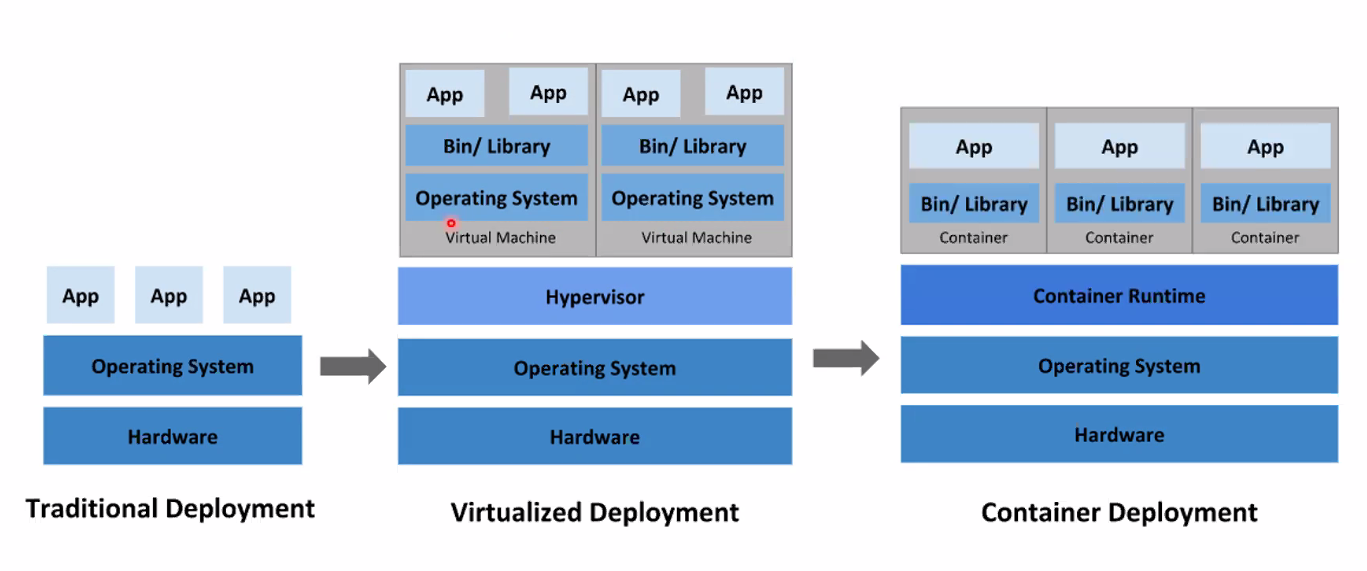 App
App
App
Operating System
Hardware
Traditional Deployment
App
App
App
App
Bin/ Library
Bin/ Library
Operating System
Operating System
Virtual Machine
Virtual Machine
Hypervisor
Operating System
Hardware
Virtualized Deployment
App
App
App
Bin/ Library
Bin/ Library
Bin/ Library
Container
Container
Container
Container Runtime
Operating System
Hardware
Container Deployment